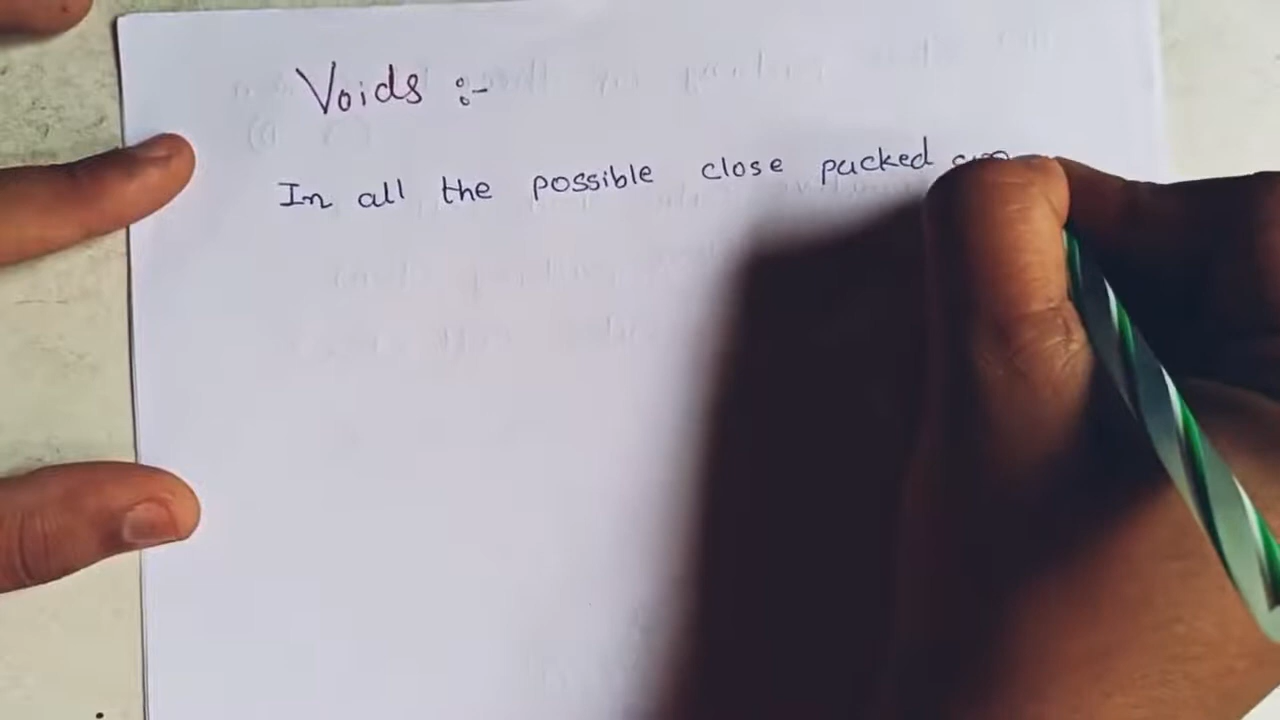 Voids :-
In all the possible close packed